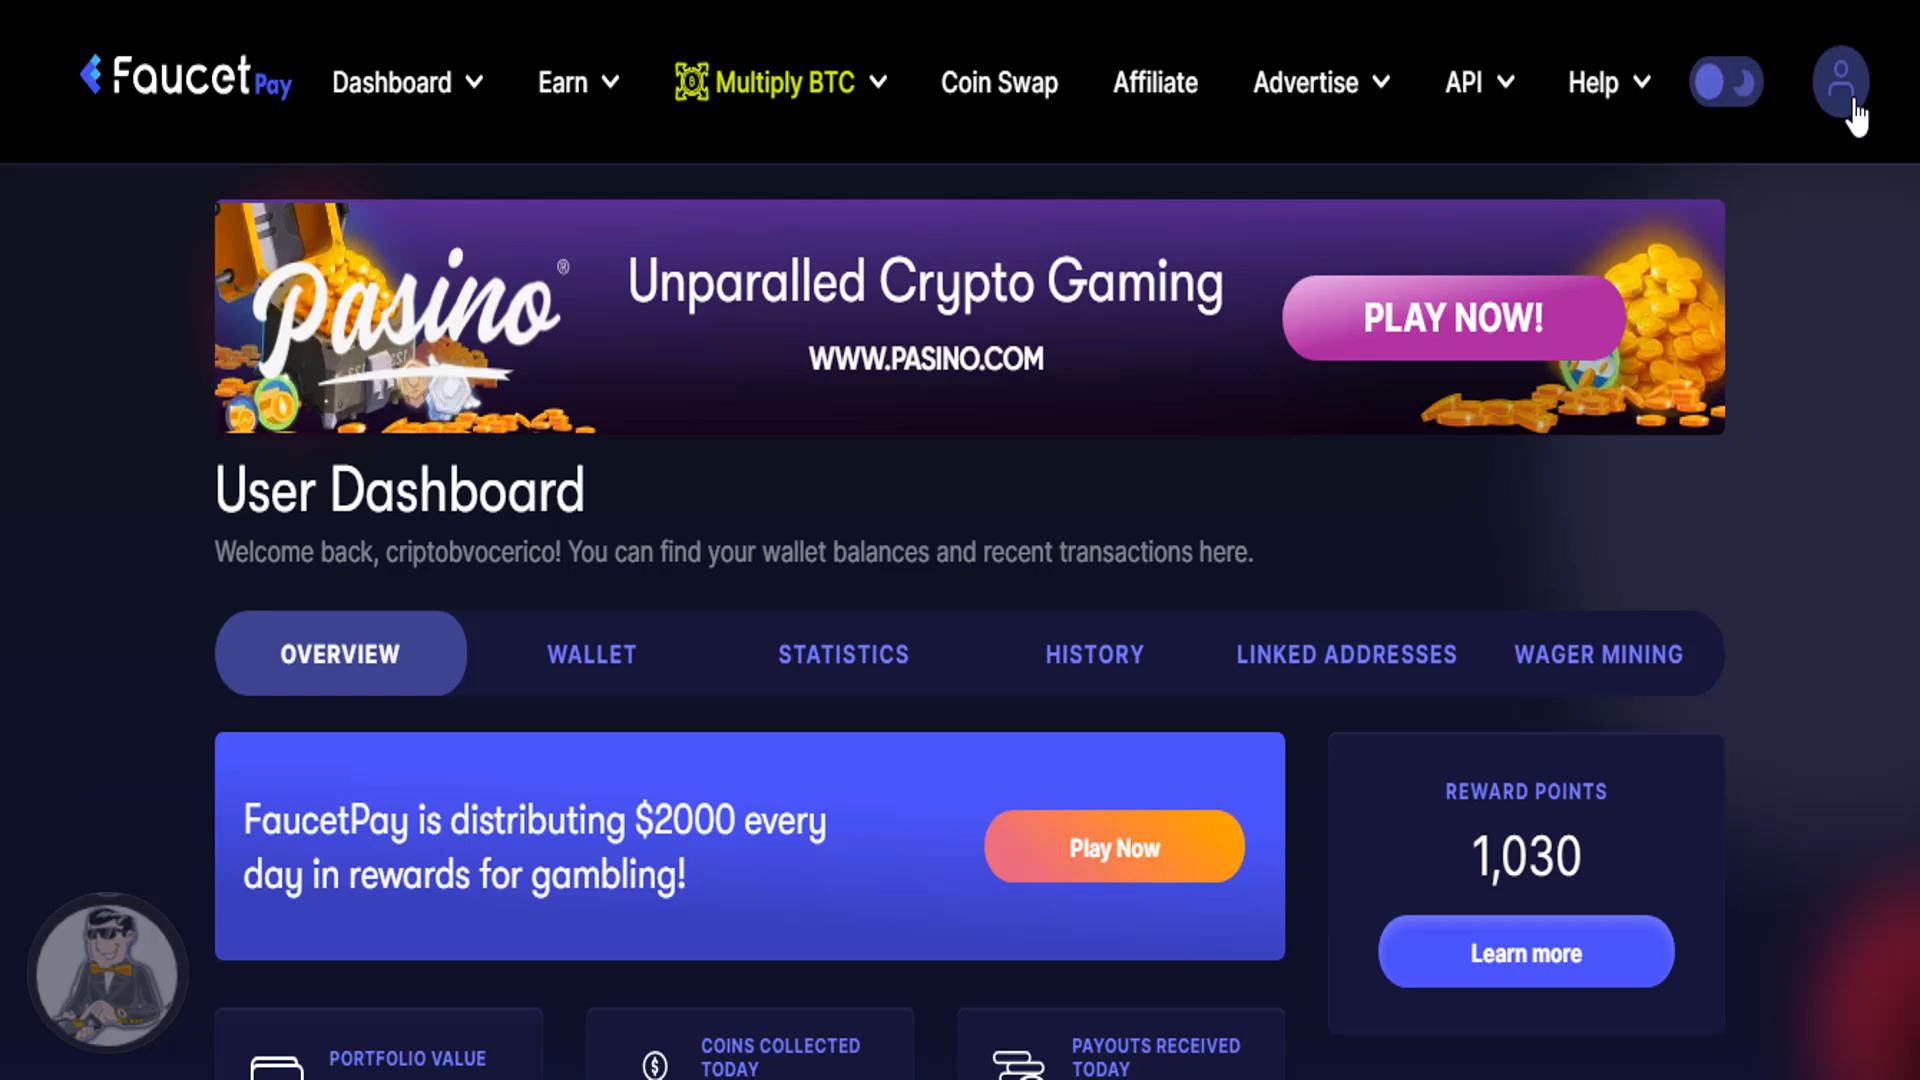 FaucetPay
Dashboard
Earn
Multiply BTC
Coin Swap
Affiliate
Advertise
API
Help
Pasino®
Unparalled Crypto Gaming
WWW.PASINO.COM
PLAY NOW!
User Dashboard
Welcome back, criptobvocerico! You can find your wallet balances and recent transactions here.
OVERVIEW
WALLET
STATISTICS
HISTORY
LINKED ADDRESSES
WAGER MINING
FaucetPay is distributing $2000 every
day in rewards for gambling!
Play Now
REWARD POINTS
1,030
Learn more
PORTFOLIO VALUE
COINS COLLECTED
TODAY
PAYOUTS RECEIVED
TODAY